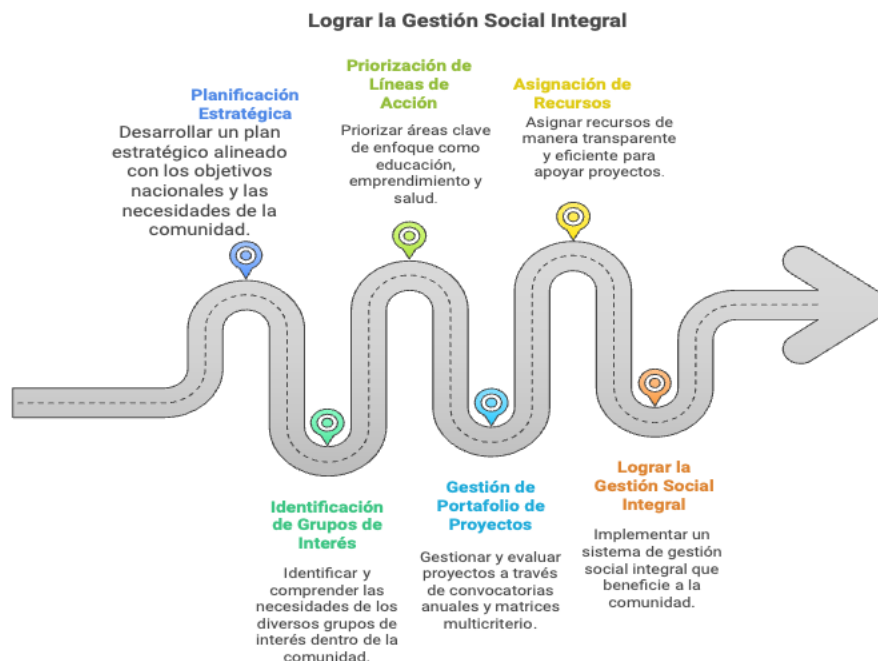 Lograr la Gestión Social Integral
Planificación
Estratégica
Desarrollar un plan
estratégico alineado
con los objetivos
nacionales y las
necesidades de la
comunidad.
Identificación
de Grupos de
Interés
Identificar y
comprender las
necesidades de los
diversos grupos de
interés dentro de la
comunidad.
Priorización de
Líneas de
Acción
Priorizar áreas clave
de enfoque como
educación,
emprendimiento y
salud.
Gestión de
Portafolio de
Proyectos
Gestionar y evaluar
proyectos a través
de convocatorias
anuales y matrices
multicriterio.
Asignación de
Recursos
Asignar recursos de
manera transparente
y eficiente para
apoyar proyectos.
Lograr la
Gestión Social
Integral
Implementar un
sistema de gestión
social integral que
beneficie a la
comunidad.